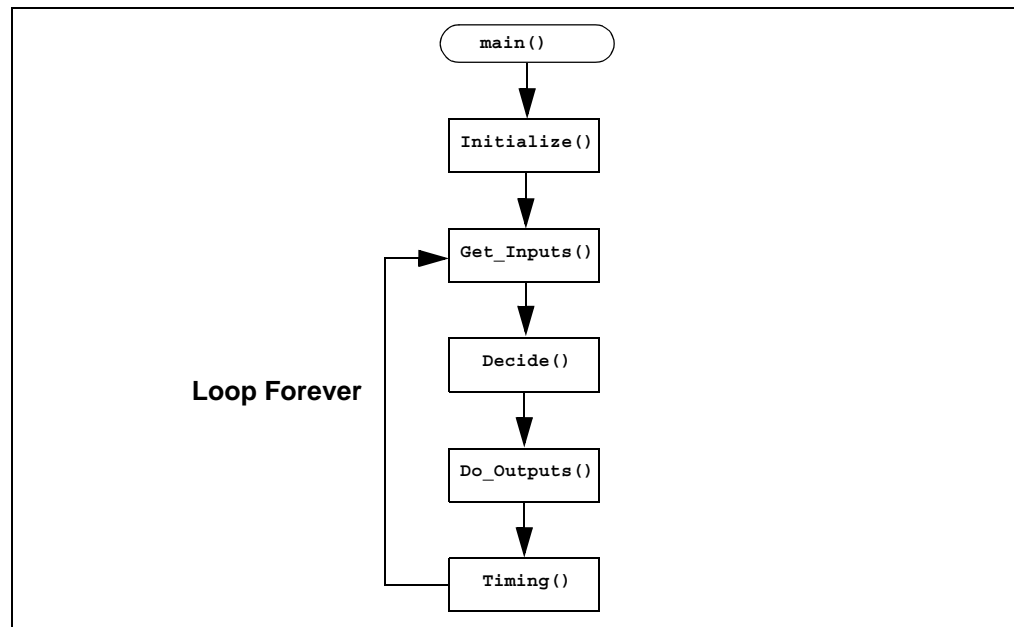 main()
Initialize()
Get_Inputs()
Decide()
Loop Forever
Do_Outputs()
Timing()